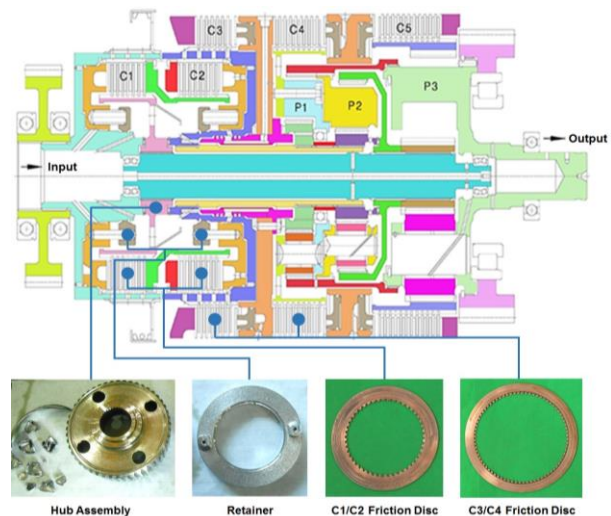 C3
C4
C5
C1
C2
P1
P2
P3
Input
Output
Hub Assembly
Retainer
C1/C2 Friction Disc
C3/C4 Friction Disc